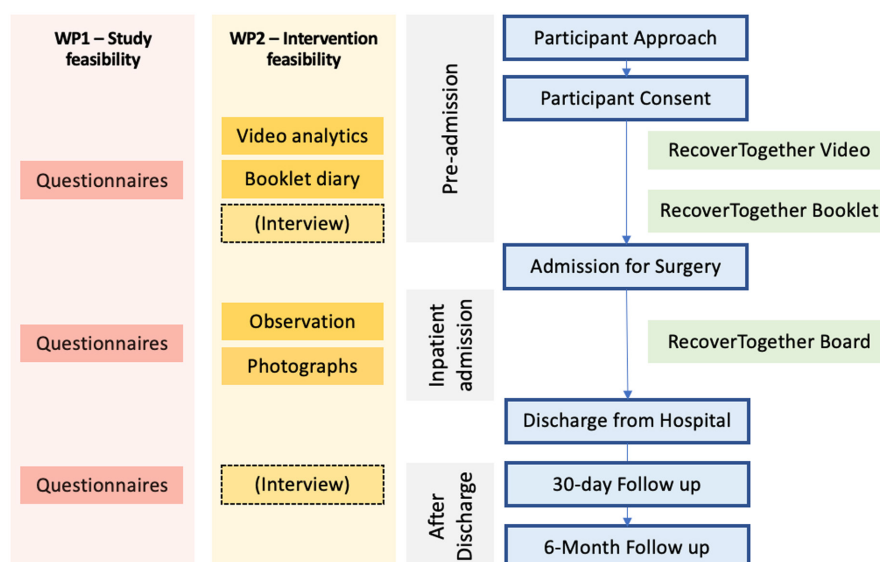 WP1 – Study
feasibility
Questionnaires
Questionnaires
Questionnaires
WP2 – Intervention
feasibility
Video analytics
Booklet diary
(Interview)
Observation
Photographs
(Interview)
Pre-admission
Inpatient
admission
After
Discharge
Participant Approach
Participant Consent
RecoverTogether Video
RecoverTogether Booklet
Admission for Surgery
RecoverTogether Board
Discharge from Hospital
30-day Follow up
6-Month Follow up